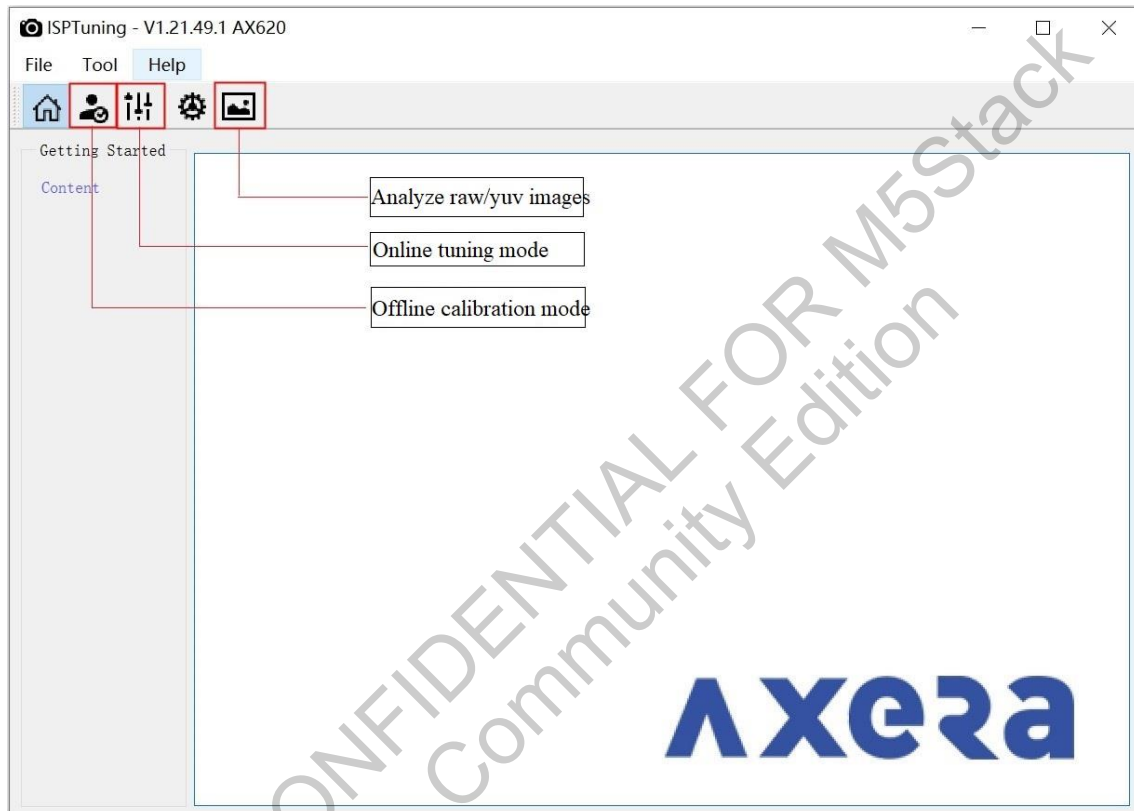 ISPTuning - V1.21.49.1 AX620
File Tool Help
Getting Started
Content
Analyze raw/yuv images
Online tuning mode
Offline calibration mode
ONFIDENTIAL FOR M5Stack
Community Edition
AXera